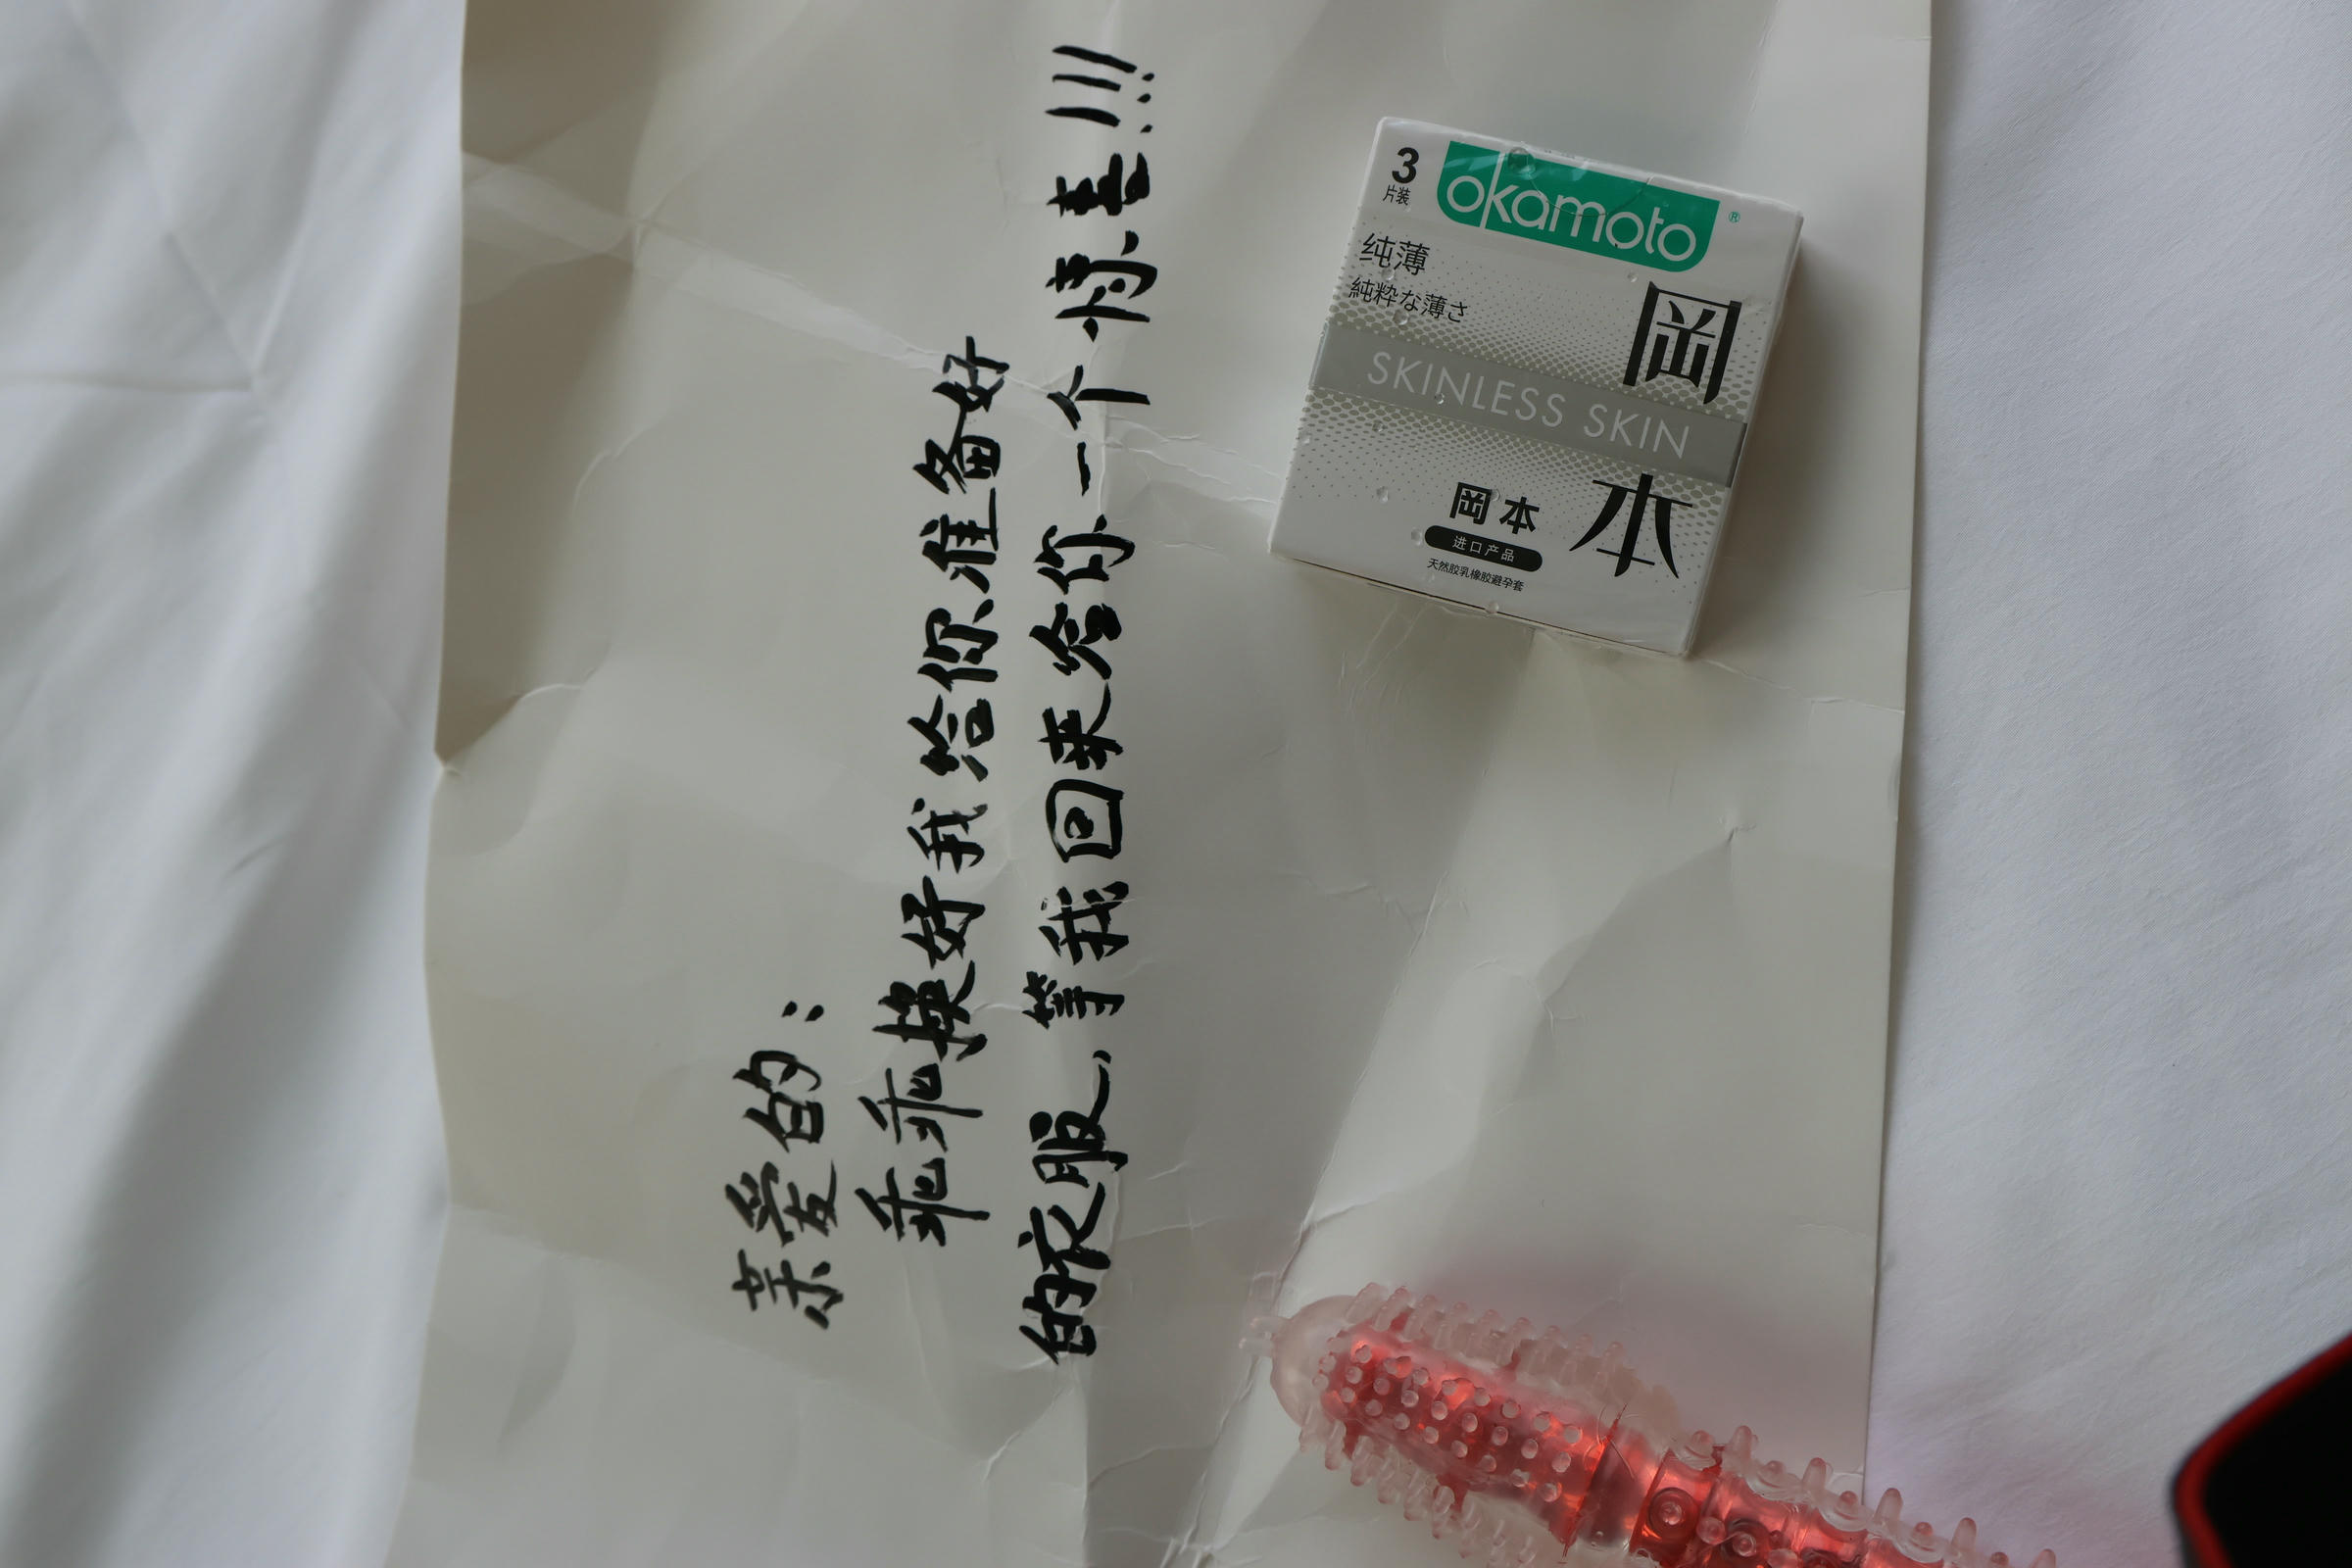 亲爱的：
乖乖换好我给你准备好
的衣服，等我回来给你一个惊喜!!!
3
片装
okamoto
®
纯薄
純粋な薄さ
岡本
SKINLESS SKIN
岡本
进口产品
天然胶乳橡胶避孕套